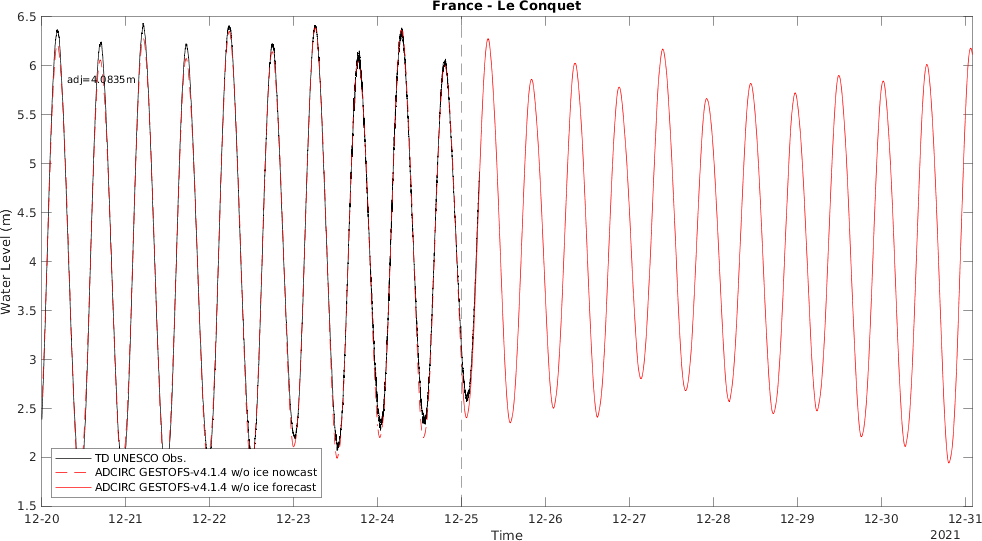 France - Le Conquet
Water Level (m)
6.5
6
5.5
5
4.5
4
3.5
3
2.5
2
1.5
adj=4.0835m
TD UNESCO Obs.
ADCIRC GESTOFS-v4.1.4 w/o ice nowcast
ADCIRC GESTOFS-v4.1.4 w/o ice forecast
12-20 12-21 12-22 12-23 12-24 12-25 12-26 12-27 12-28 12-29 12-30 12-31
Time
2021